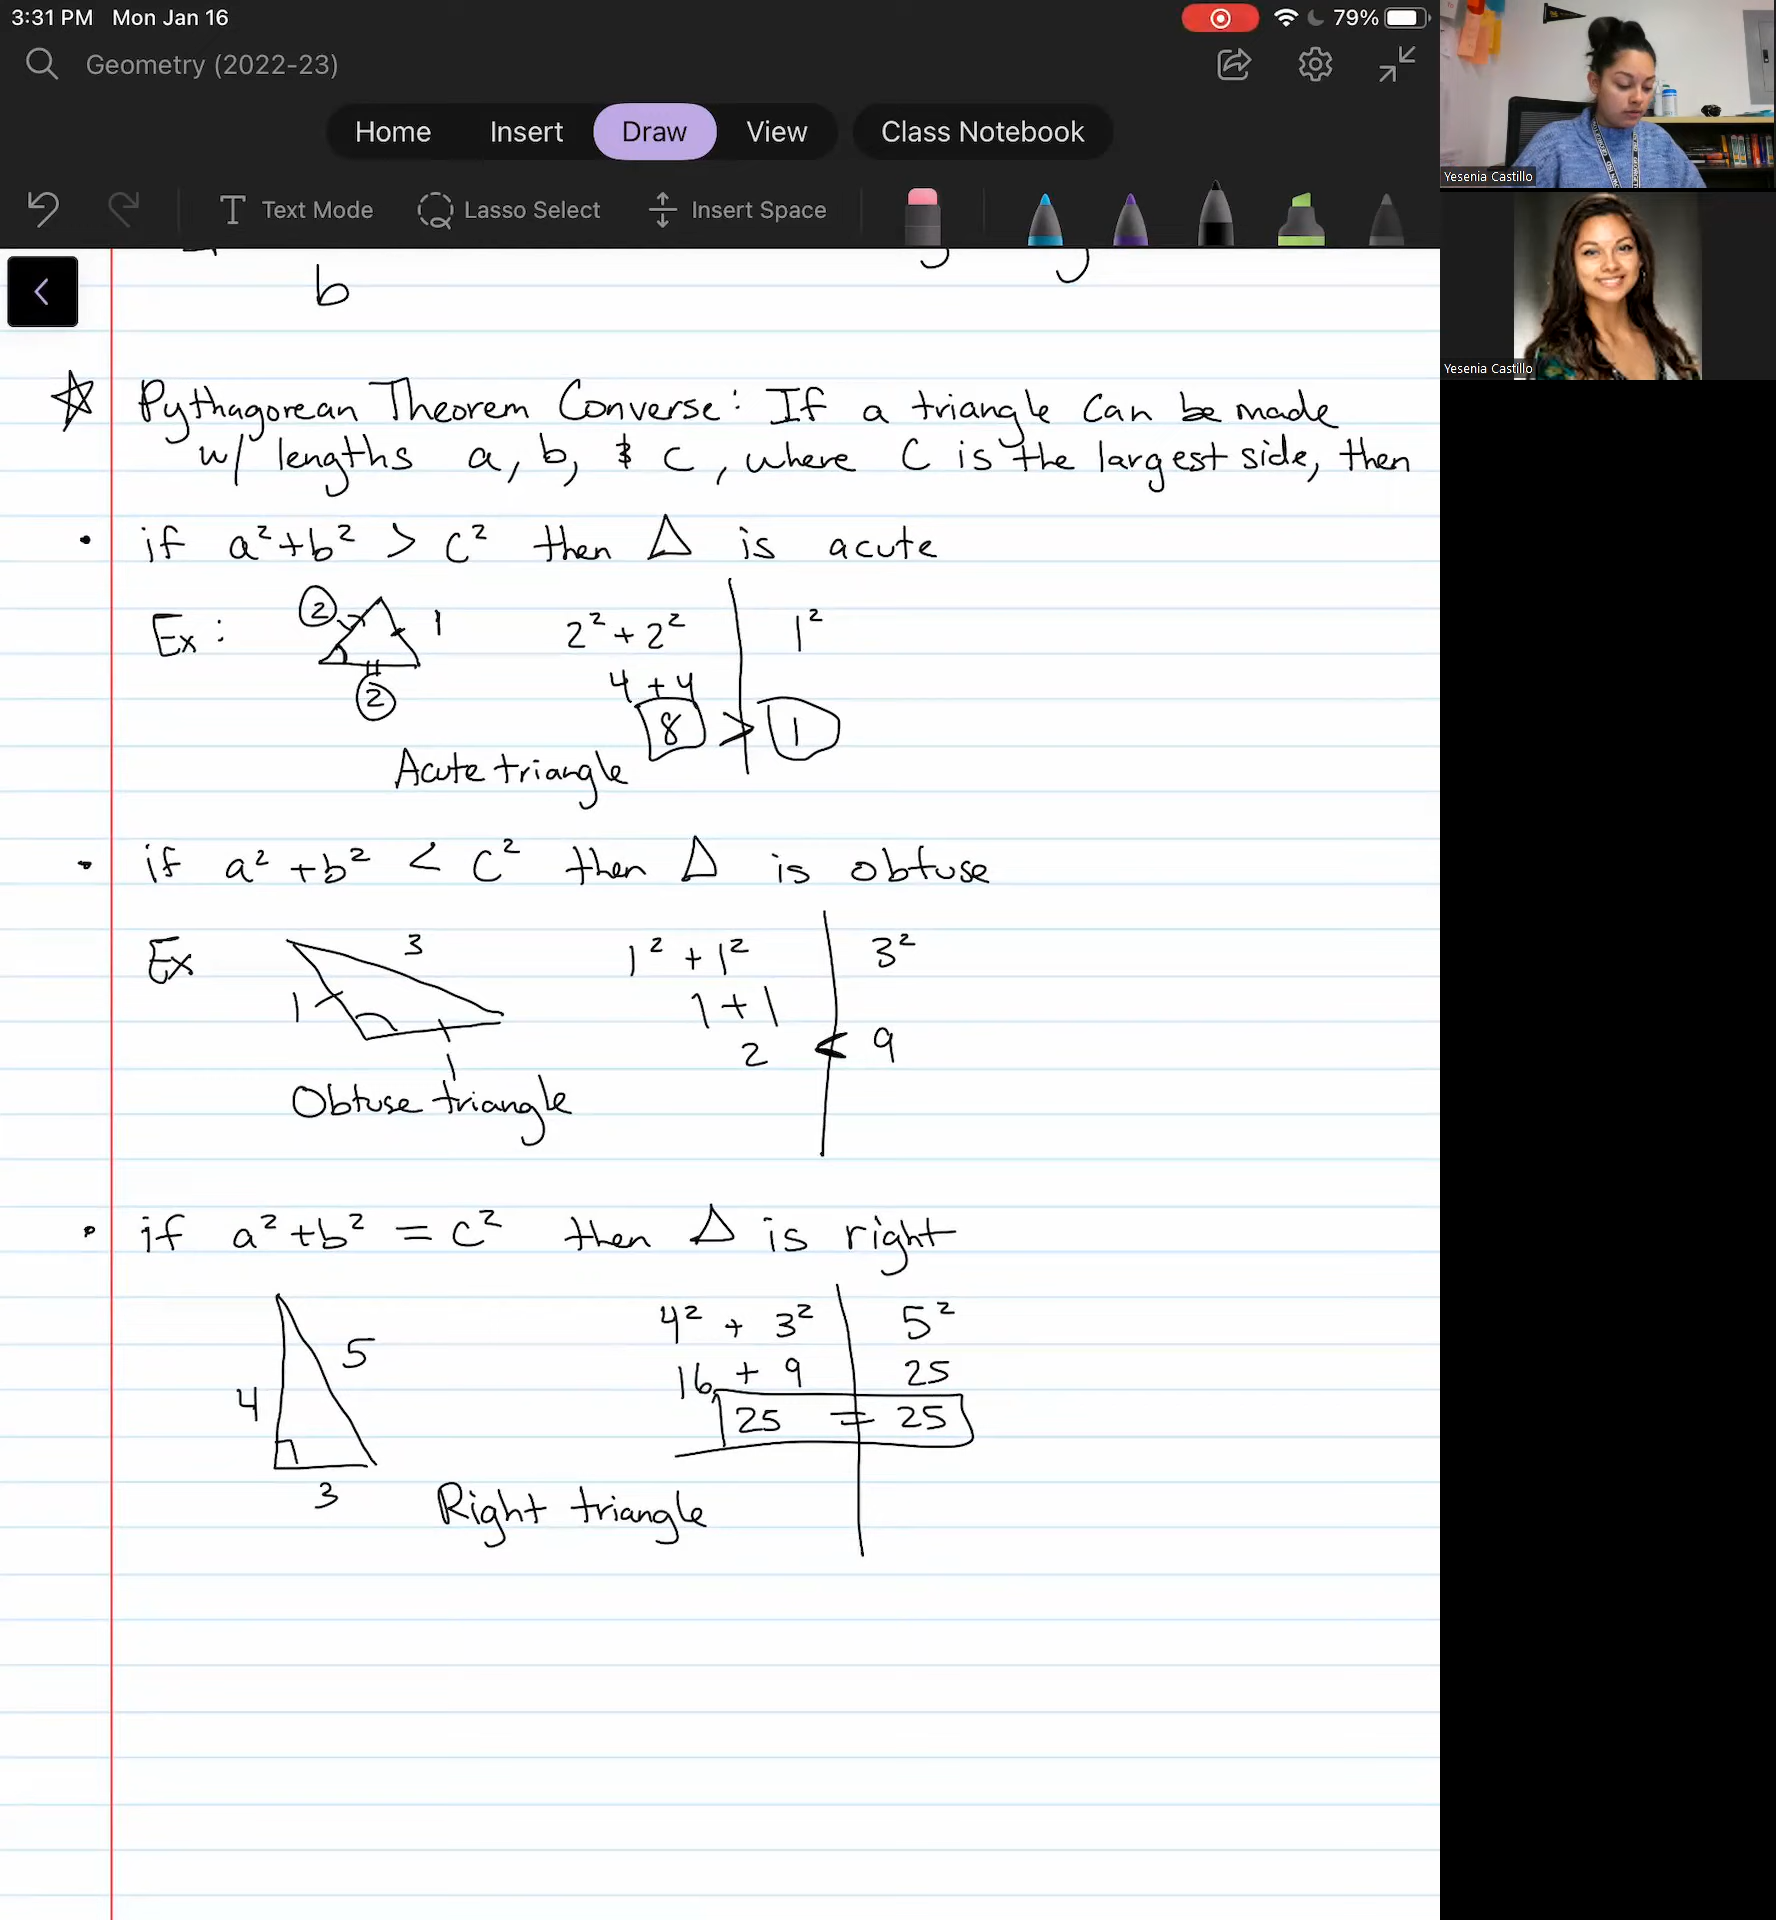 3:31 PM Mon Jan 16
79%
Geometry (2022-23)
Home Insert Draw View Class Notebook
Text Mode Lasso Select Insert Space
Yesenia Castillo
Yesenia Castillo
b
☆ Pythagorean Theorem Converse: If a triangle can be made
w/ lengths a, b, & c, where c is the largest side, then
• if a² + b² > c² then △ is acute
Ex: 2 1 2² + 2² 1²
4 + 4
2 8 > 1
Acute triangle
• if a² + b² < c² then △ is obtuse
Ex 3 1² + 1² 3²
1 1 + 1
1 2 < 9
Obtuse triangle
• if a² + b² = c² then △ is right
4² + 3² 5²
5 16 + 9 25
4 25 = 25
3
Right triangle